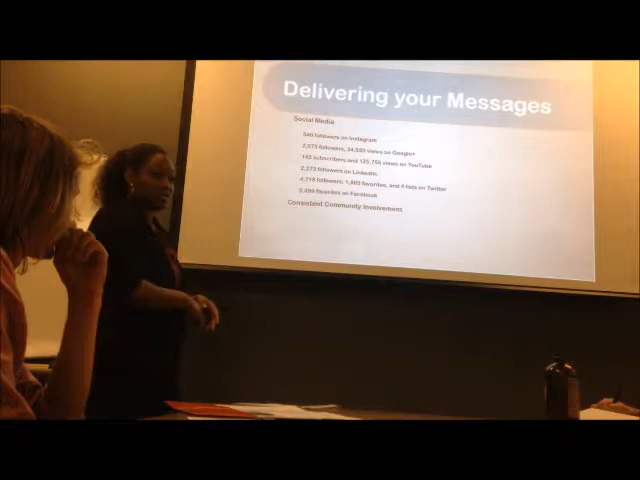 Delivering your Messages
Social Media
540 followers on Instagram
2,075 followers, 34,929 views on Google+
143 subscribers and 125,755 views on YouTube
2,273 followers on LinkedIn
4,718 followers, 1,865 favorites, and 4 lists on Twitter
5,499 favorites on Facebook
Consistent Community Involvement